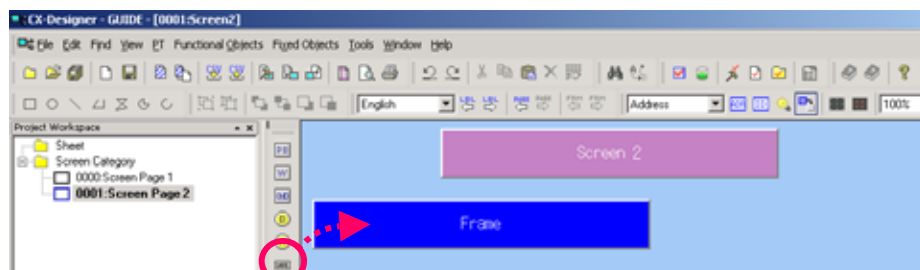 CX-Designer - GUIDE - [0001:Screen2]
File Edit Find View PT Functional Objects Fixed Objects Tools Window Help
English Address 100%
Project Workspace
Sheet
Screen Category
0000:Screen Page 1
0001:Screen Page 2
PB
W
Screen 2
Frame